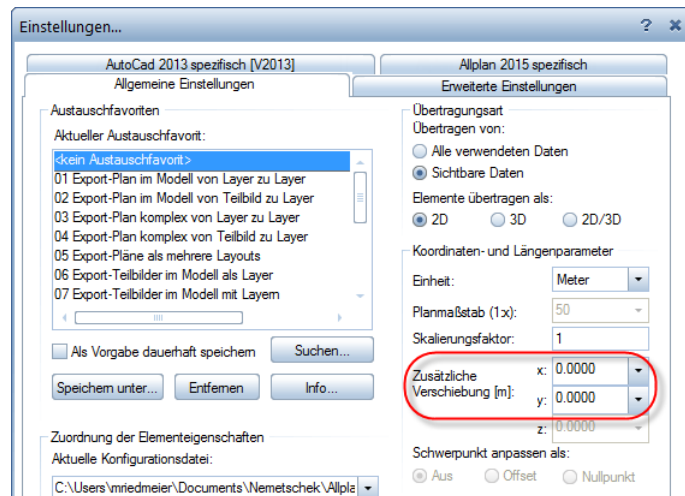 Einstellungen...
AutoCad 2013 spezifisch [V2013]
Allplan 2015 spezifisch
Allgemeine Einstellungen
Erweiterte Einstellungen
Austauschfavoriten
Aktueller Austauschfavorit:
<kein Austauschfavorit>
01 Export-Plan im Modell von Layer zu Layer
02 Export-Plan im Modell von Teilbild zu Layer
03 Export-Plan komplex von Layer zu Layer
04 Export-Plan komplex von Teilbild zu Layer
05 Export-Pläne als mehrere Layouts
06 Export-Teilbilder im Modell als Layer
07 Export-Teilbilder im Modell mit Layern
Als Vorgabe dauerhaft speichern
Suchen...
Speichern unter...
Entfernen
Info...
Zuordnung der Elementeigenschaften
Aktuelle Konfigurationsdatei:
C:\Users\mriedmeier\Documents\Nemetschek\Allpla
Übertragungsart
Übertragen von:
Alle verwendeten Daten
Sichtbare Daten
Elemente übertragen als:
2D 3D 2D/3D
Koordinaten- und Längenparameter
Einheit: Meter
Planmaßstab (1:x): 50
Skalierungsfaktor: 1
Zusätzliche x: 0.0000
Verschiebung [m]: y: 0.0000
z: 0.0000
Schwerpunkt anpassen als:
Aus Offset Nullpunkt